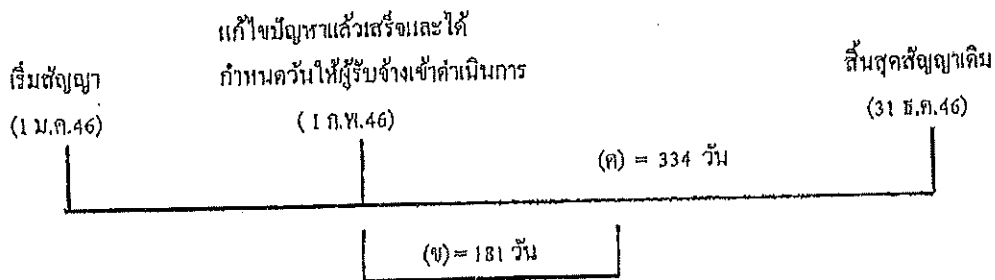 แก้ไขปัญหาแล้วเสร็จและได้
เริ่มสัญญา
กำหนดวันให้ผู้รับจ้างเข้าดำเนินการ
สิ้นสุดสัญญาเดิม
(1 ม.ค.46)
(1 ก.พ.46)
(31 ธ.ค.46)
(ค) = 334 วัน
(ข) = 181 วัน